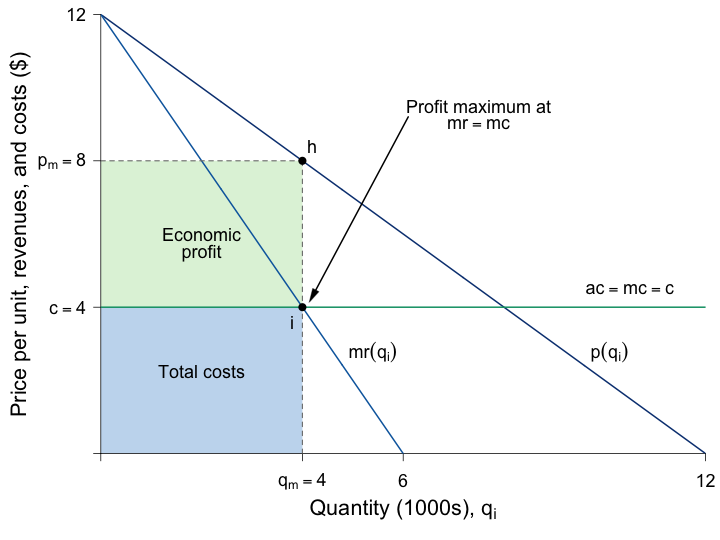 12
Profit maximum at
mr = mc
h
pm = 8
Economic
profit
ac = mc = c
c = 4
i
mr(qi)
p(qi)
Total costs
qm = 4
6
12
Quantity (1000s), qi
Price per unit, revenues, and costs ($)